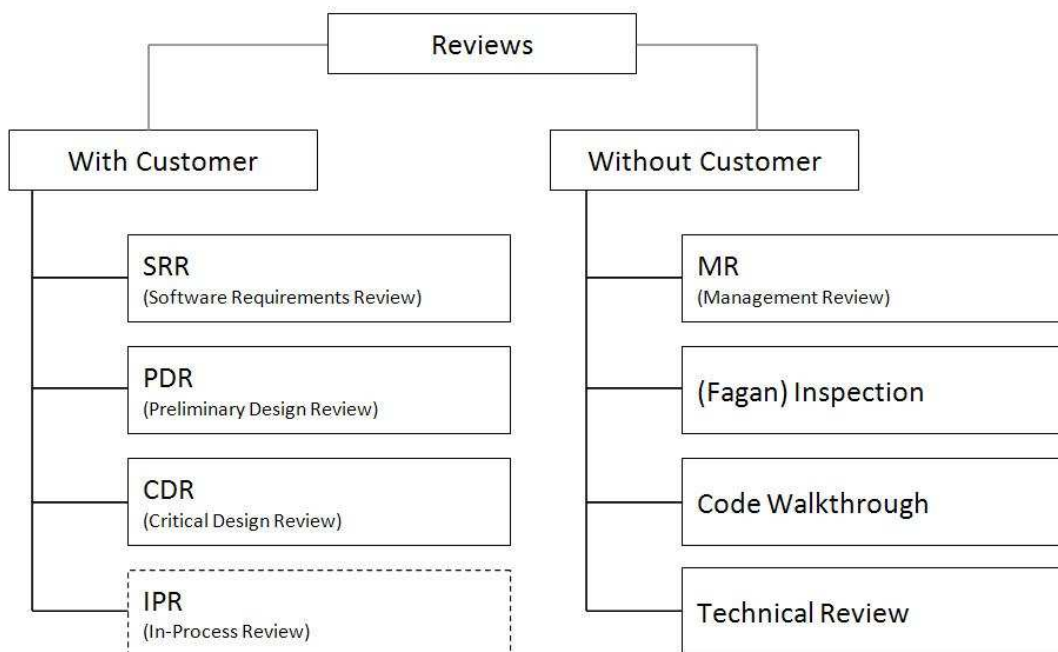 Reviews
With Customer
Without Customer
SRR
(Software Requirements Review)
PDR
(Preliminary Design Review)
CDR
(Critical Design Review)
IPR
(In-Process Review)
MR
(Management Review)
(Fagan) Inspection
Code Walkthrough
Technical Review